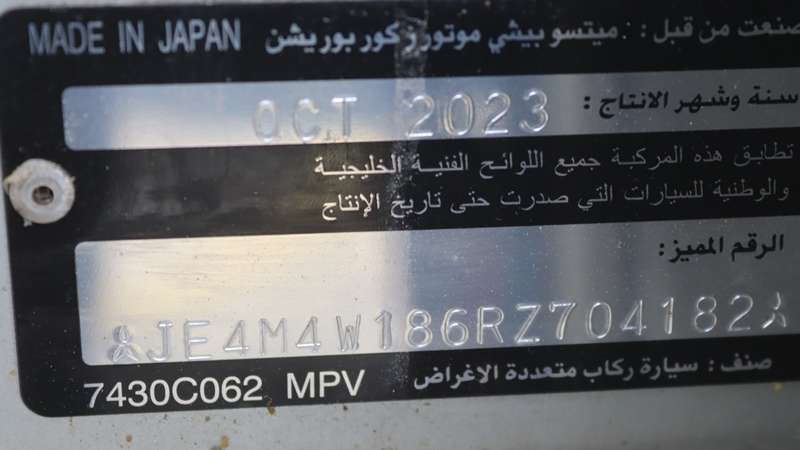 صنعت من قبل : ميتسوبيشي موتورز كوربوريشن MADE IN JAPAN
سنة وشهر الانتاج : OCT 2023
تطابق هذه المركبة جميع اللوائح الفنية الخليجية
والوطنية للسيارات التي صدرت حتى تاريخ الإنتاج
الرقم المميز:
JE4M4W186RZ704182
صنف : سيارة ركاب متعددة الاغراض
7430C062 MPV